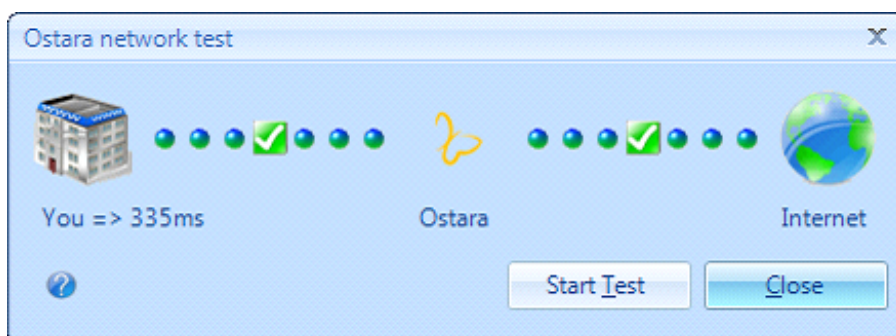 Ostara network test
You => 335ms
Ostara
Internet
Start Test
Close